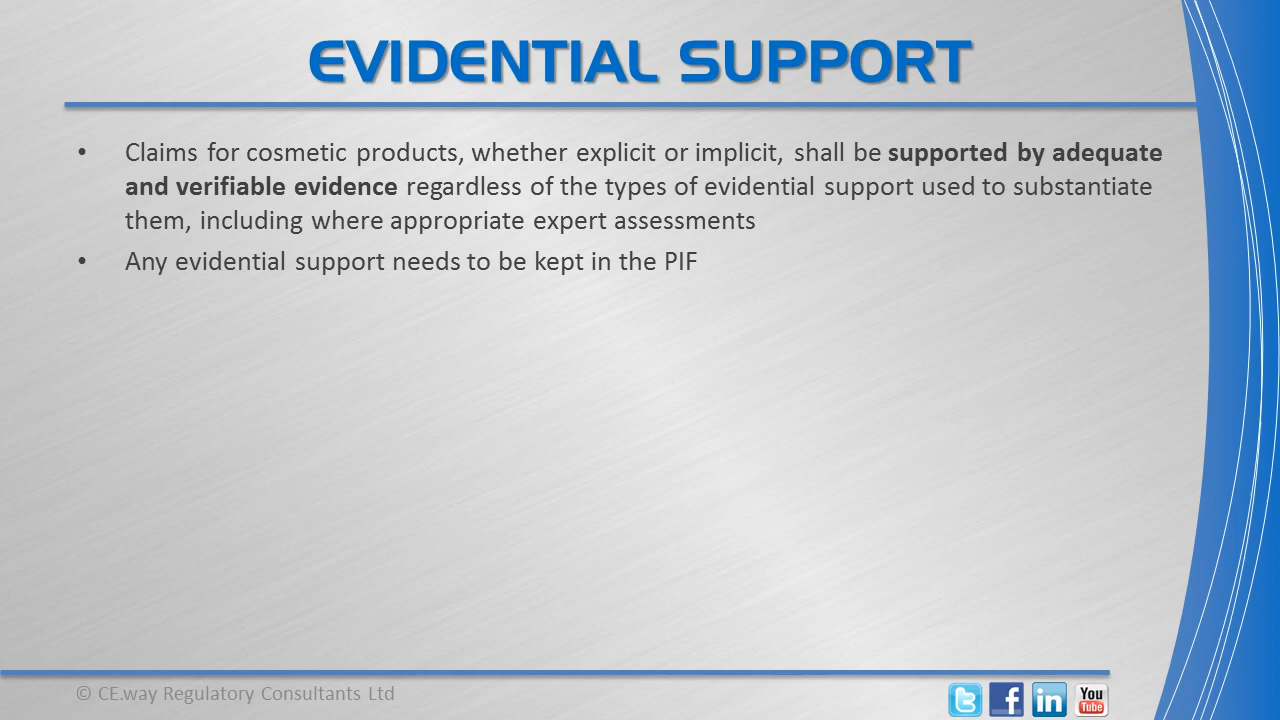 EVIDENTIAL SUPPORT
• Claims for cosmetic products, whether explicit or implicit, shall be supported by adequate
and verifiable evidence regardless of the types of evidential support used to substantiate
them, including where appropriate expert assessments
• Any evidential support needs to be kept in the PIF
© CE.way Regulatory Consultants Ltd
t f in You
Tube